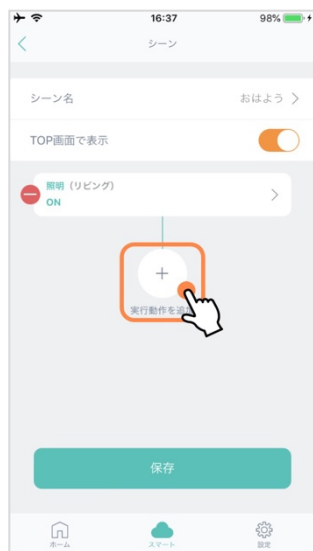 16:37
98%
シーン
シーン名
おはよう
TOP画面で表示
照明（リビング）
ON
+
実行動作を追
保存
ホーム
スマート
設定